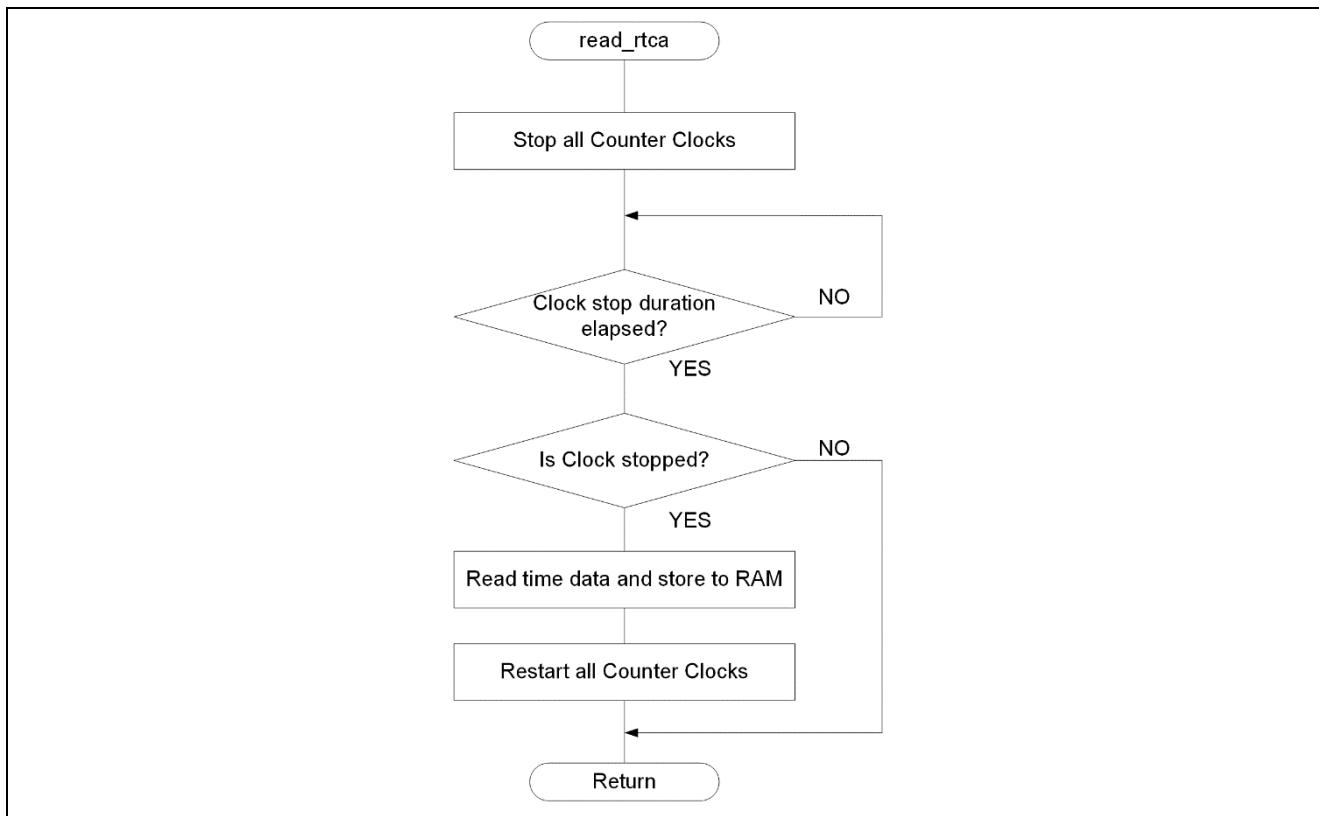 read_rtca
Stop all Counter Clocks
Clock stop duration
elapsed?
NO
YES
Is Clock stopped?
NO
YES
Read time data and store to RAM
Restart all Counter Clocks
Return